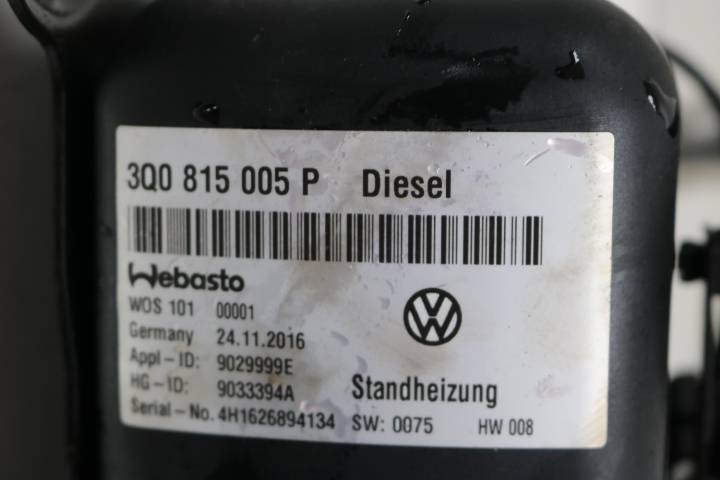 3Q0 815 005 P Diesel
Webasto
WOS 101 00001
Germany 24.11.2016
Appl-ID: 9029999E
HG-ID: 9033394A
Standheizung
Serial-No. 4H1626894134 SW: 0075 HW 008